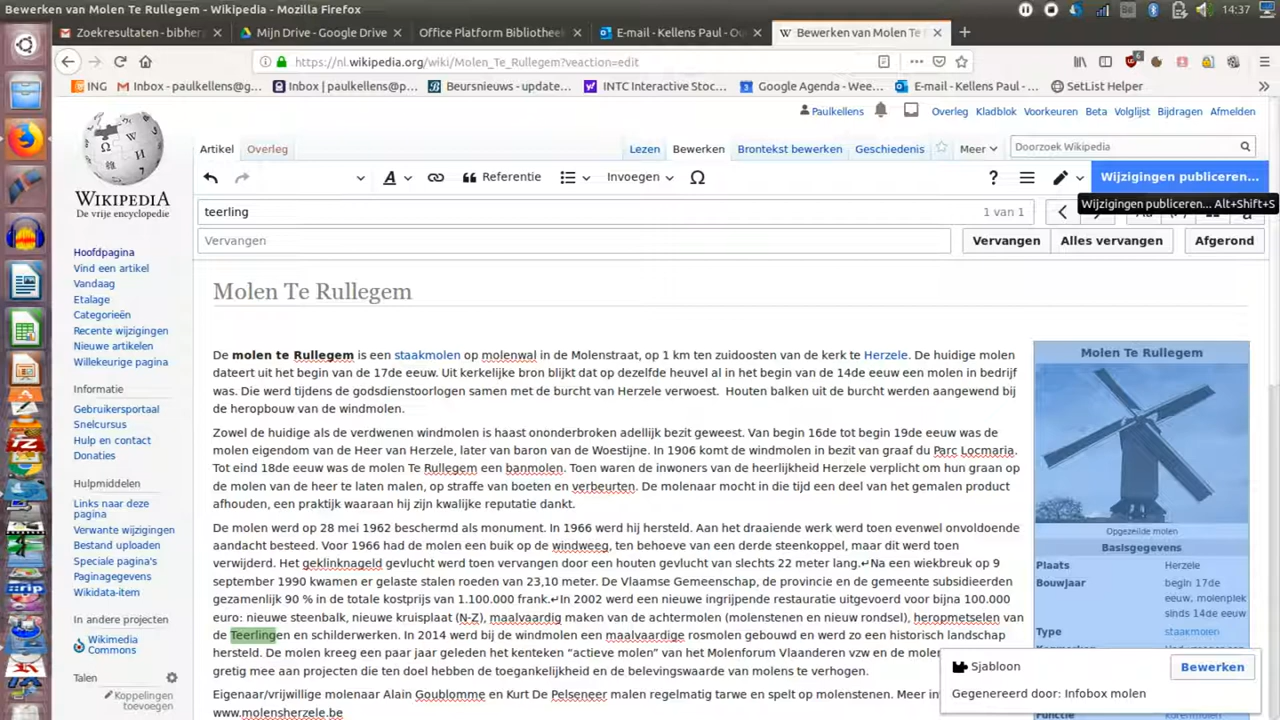 Bewerken van Molen Te Rullegem - Wikipedia - Mozilla Firefox
14:37
Zoekresultaten - bibherz
Mijn Drive - Google Drive
Office Platform Bibliotheek
E-mail - Kellens Paul - Ou
Bewerken van Molen Te
https://nl.wikipedia.org/wiki/Molen_Te_Rullegem?veaction=edit
ING
Inbox - paulkellens@g...
Inbox | paulkellens@p...
Beursnieuws - update...
INTC Interactive Stoc...
Google Agenda - Wee...
E-mail - Kellens Paul - ...
SetList Helper
Paulkellens
Overleg Kladblok Voorkeuren Beta Volglijst Bijdragen Afmelden
WIKIPEDIA
De vrije encyclopedie
Artikel Overleg
Lezen Bewerken Brontekst bewerken Geschiedenis Meer
Doorzoek Wikipedia
Referentie
Invoegen
Wijzigingen publiceren...
Wijzigingen publiceren... Alt+Shift+S
teerling
1 van 1
Vervangen
Vervangen Alles vervangen Afgerond
Hoofdpagina
Vind een artikel
Vandaag
Etalage
Categorieën
Recente wijzigingen
Nieuwe artikelen
Willekeurige pagina
Informatie
Gebruikersportaal
Snelcursus
Hulp en contact
Donaties
Hulpmiddelen
Links naar deze
pagina
Verwante wijzigingen
Bestand uploaden
Speciale pagina's
Paginagegevens
Wikidata-item
In andere projecten
Wikimedia
Commons
Talen
Koppelingen
toevoegen
Molen Te Rullegem
De molen te Rullegem is een staakmolen op molenwal in de Molenstraat, op 1 km ten zuidoosten van de kerk te Herzele. De huidige molen
dateert uit het begin van de 17de eeuw. Uit kerkelijke bron blijkt dat op dezelfde heuvel al in het begin van de 14de eeuw een molen in bedrijf
was. Die werd tijdens de godsdienstoorlogen samen met de burcht van Herzele verwoest. Houten balken uit de burcht werden aangewend bij
de heropbouw van de windmolen.
Zowel de huidige als de verdwenen windmolen is haast ononderbroken adellijk bezit geweest. Van begin 16de tot begin 19de eeuw was de
molen eigendom van de Heer van Herzele, later van baron van de Woestijne. In 1906 komt de windmolen in bezit van graaf du Parc Locmaria.
Tot eind 18de eeuw was de molen Te Rullegem een banmolen. Toen waren de inwoners van de heerlijkheid Herzele verplicht om hun graan op
de molen van de heer te laten malen, op straffe van boeten en verbeurten. De molenaar mocht in die tijd een deel van het gemalen product
afhouden, een praktijk waaraan hij zijn kwalijke reputatie dankt.
De molen werd op 28 mei 1962 beschermd als monument. In 1966 werd hij hersteld. Aan het draaiende werk werd toen evenwel onvoldoende
aandacht besteed. Voor 1966 had de molen een buik op de windweeg, ten behoeve van een derde steenkoppel, maar dit werd toen
verwijderd. Het geklinknageld gevlucht werd toen vervangen door een houten gevlucht van slechts 22 meter lang.↵Na een wiekbreuk op 9
september 1990 kwamen er gelaste stalen roeden van 23,10 meter. De Vlaamse Gemeenschap, de provincie en de gemeente subsidieerden
gezamenlijk 90 % in de totale kostprijs van 1.100.000 frank.↵In 2002 werd een nieuwe ingrijpende restauratie uitgevoerd voor bijna 100.000
euro: nieuwe steenbalk, nieuwe kruisplaat (N-Z), maalvaardig maken van de achtermolen (molenstenen en nieuw rondsel), heropmetselen van
de Teerlingen en schilderwerken. In 2014 werd bij de windmolen een maalvaardige rosmolen gebouwd en werd zo een historisch landschap
hersteld. De molen kreeg een paar jaar geleden het kenteken “actieve molen” van het Molenforum Vlaanderen vzw en de molen
gretig mee aan projecten die ten doel hebben de toegankelijkheid en de belevingswaarde van molens te verhogen.
Eigenaar/vrijwillige molenaar Alain Goublomme en Kurt De Pelseneer malen regelmatig tarwe en spelt op molenstenen. Meer in
www.molensherzele.be
Molen Te Rullegem
Opgezeilde molen
Basisgegevens
Plaats Herzele
Bouwjaar begin 17de
eeuw, molenplek
sinds 14de eeuw
Type staakmolen
Sjabloon
Bewerken
Gegenereerd door: Infobox molen
Functie korenmolen